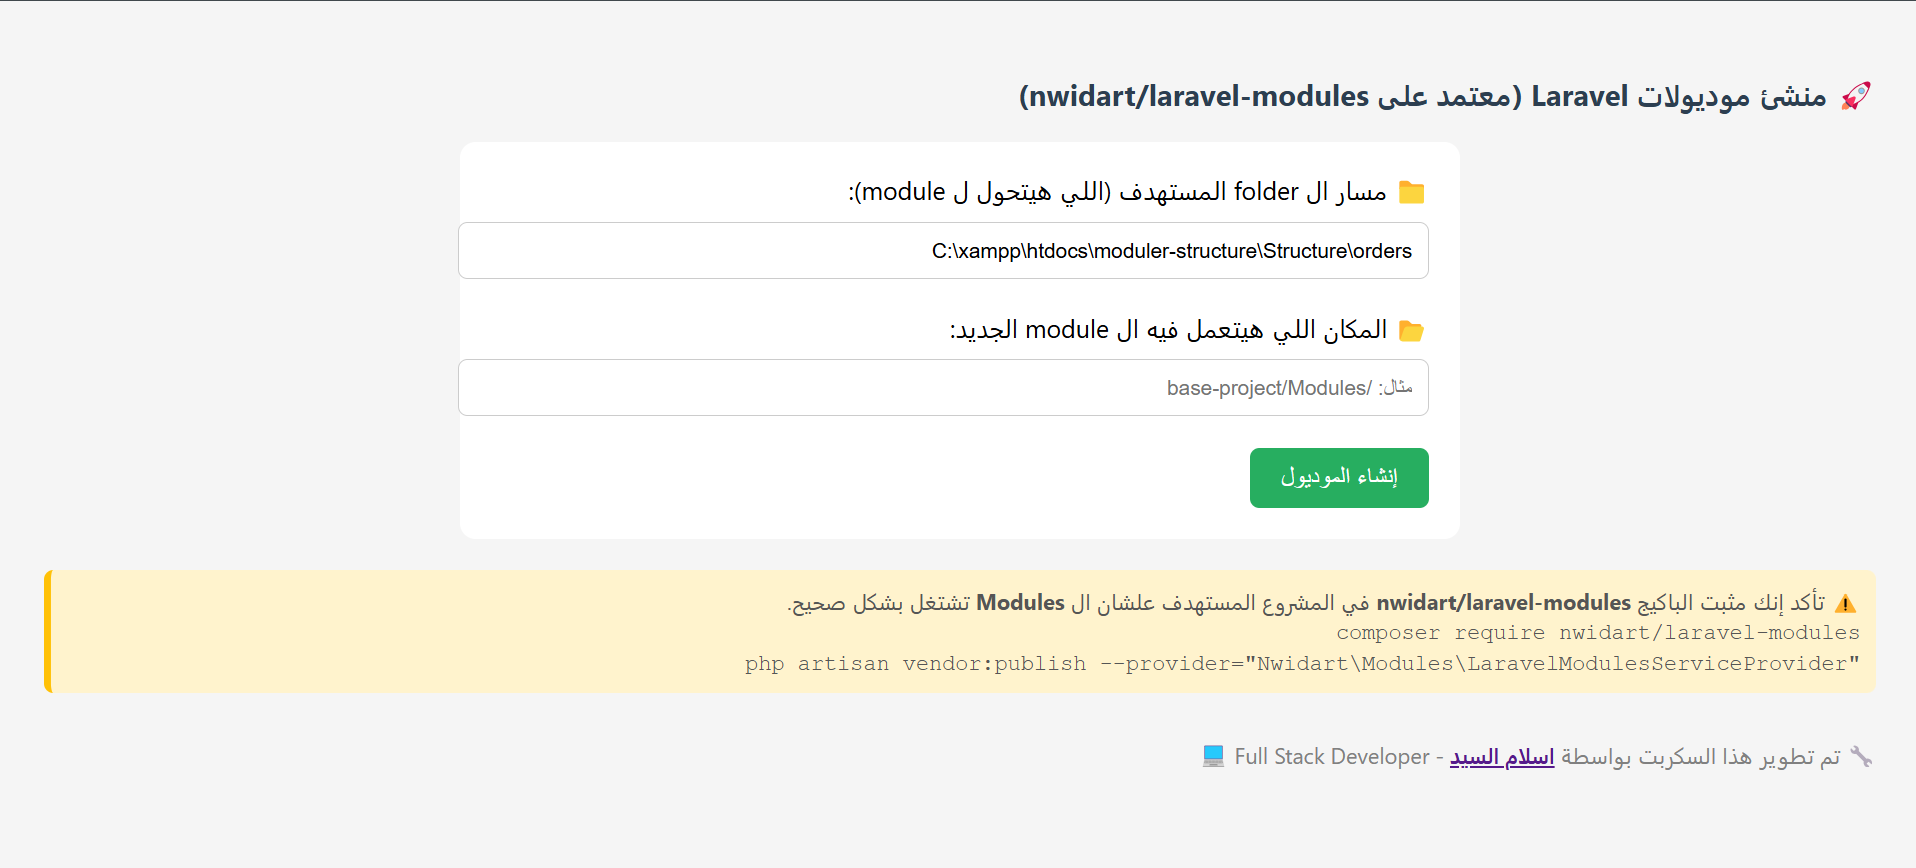 🚀 منشئ موديولات Laravel (معتمد على nwidart/laravel-modules)
📁 مسار ال folder المستهدف (اللي هيتحول ل module):
C:\xampp\htdocs\moduler-structure\Structure\orders
📂 المكان اللي هيتعمل فيه ال module الجديد:
مثال: /base-project/Modules
إنشاء الموديول
⚠️ تأكد إنك مثبت الباكيج nwidart/laravel-modules في المشروع المستهدف علشان ال Modules تشتغل بشكل صحيح.
composer require nwidart/laravel-modules
php artisan vendor:publish --provider="Nwidart\Modules\LaravelModulesServiceProvider"
🔧 تم تطوير هذا السكربت بواسطة اسلام السيد - Full Stack Developer 💻